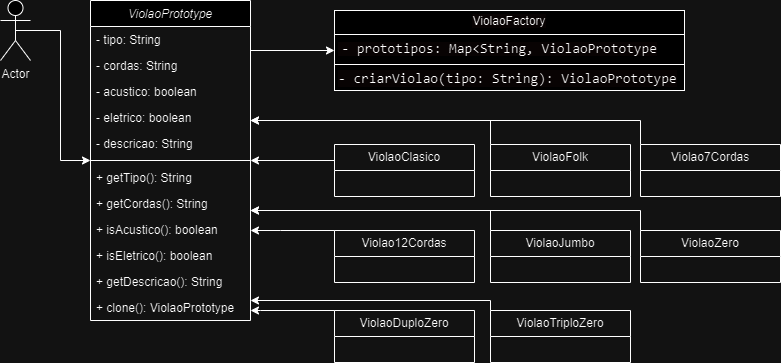 Actor
ViolaoPrototype
- tipo: String
- cordas: String
- acustico: boolean
- eletrico: boolean
- descricao: String
+ getTipo(): String
+ getCordas(): String
+ isAcustico(): boolean
+ isEletrico(): boolean
+ getDescricao(): String
+ clone(): ViolaoPrototype
ViolaoFactory
- prototipos: Map<String, ViolaoPrototype
- criarViolao(tipo: String): ViolaoPrototype
ViolaoClasico
ViolaoFolk
Violao7Cordas
Violao12Cordas
ViolaoJumbo
ViolaoZero
ViolaoDuploZero
ViolaoTriploZero